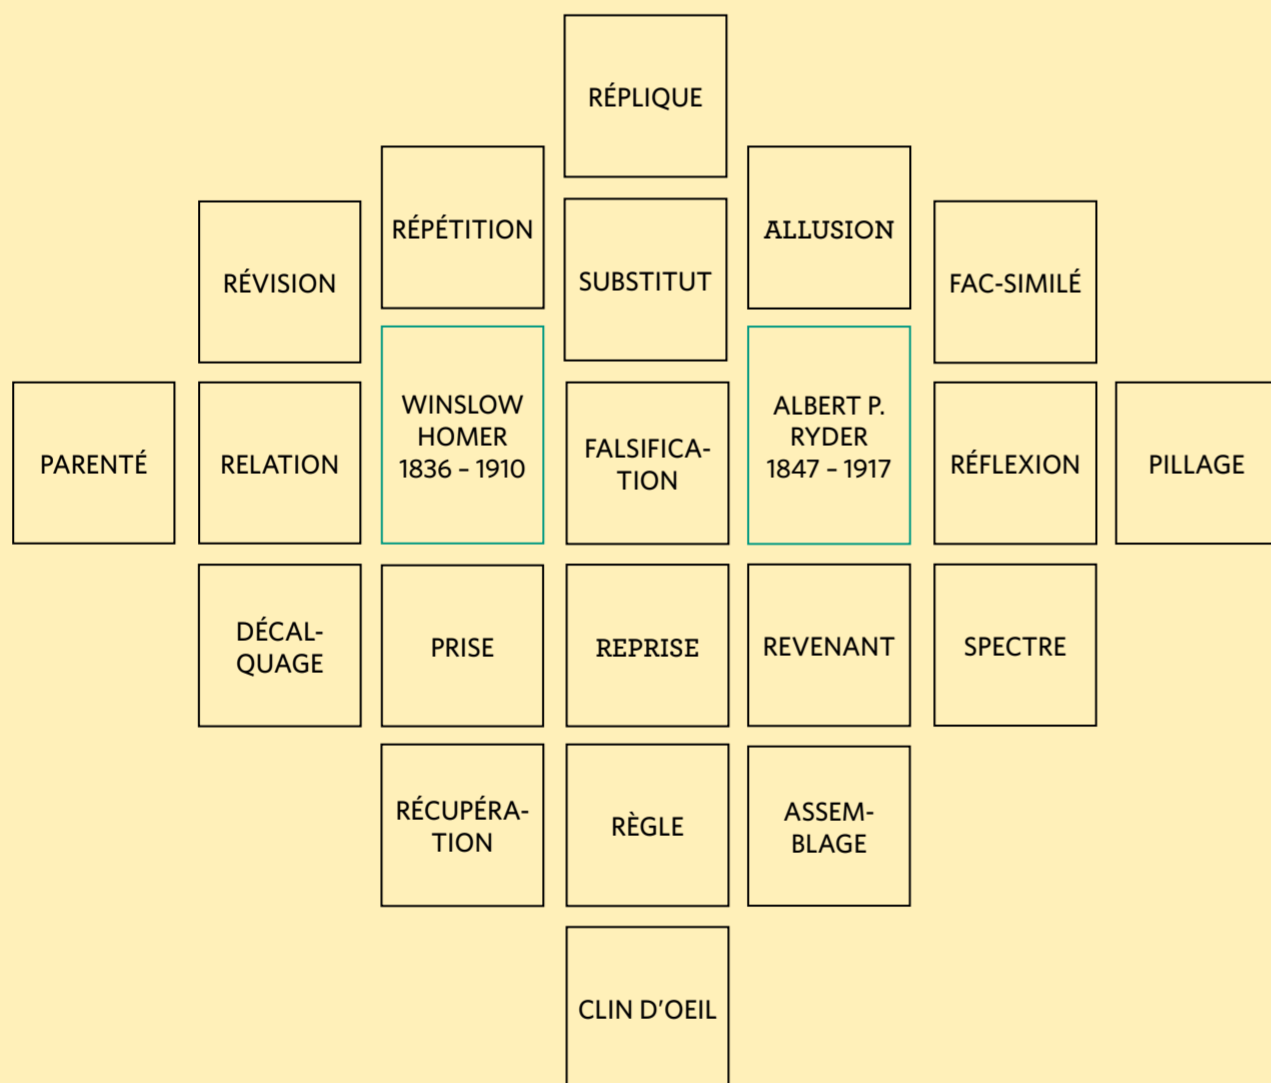 RÉPLIQUE
RÉPÉTITION
ALLUSION
RÉVISION
SUBSTITUT
FAC-SIMILÉ
PARENTÉ
RELATION
WINSLOW
HOMER
1836 – 1910
FALSIFICA-
TION
ALBERT P.
RYDER
1847 – 1917
RÉFLEXION
PILLAGE
DÉCAL-
QUAGE
PRISE
REPRISE
REVENANT
SPECTRE
RÉCUPÉRA-
TION
RÈGLE
ASSEM-
BLAGE
CLIN D’OEIL